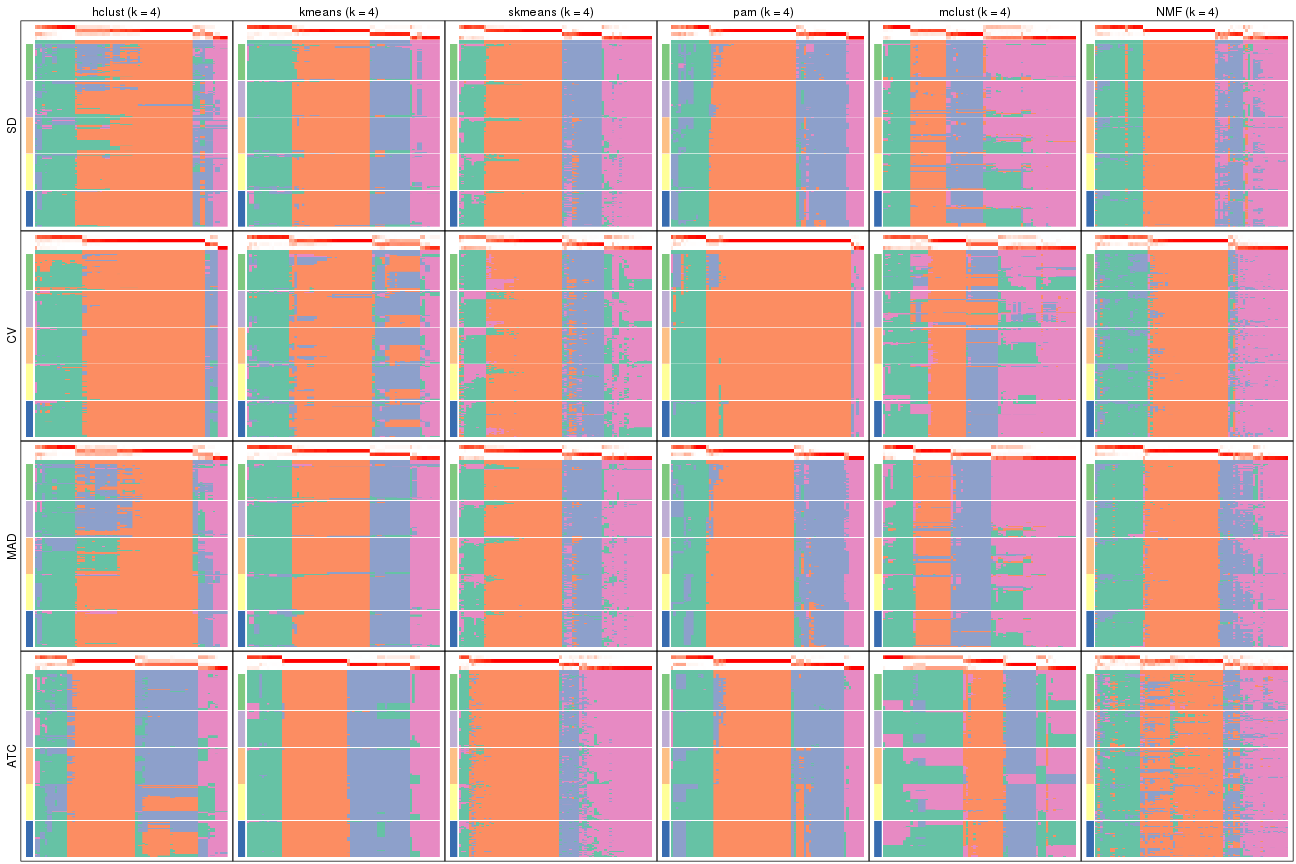 hclust (k = 4)
kmeans (k = 4)
skmeans (k = 4)
pam (k = 4)
mclust (k = 4)
NMF (k = 4)
SD
CV
MAD
ATC